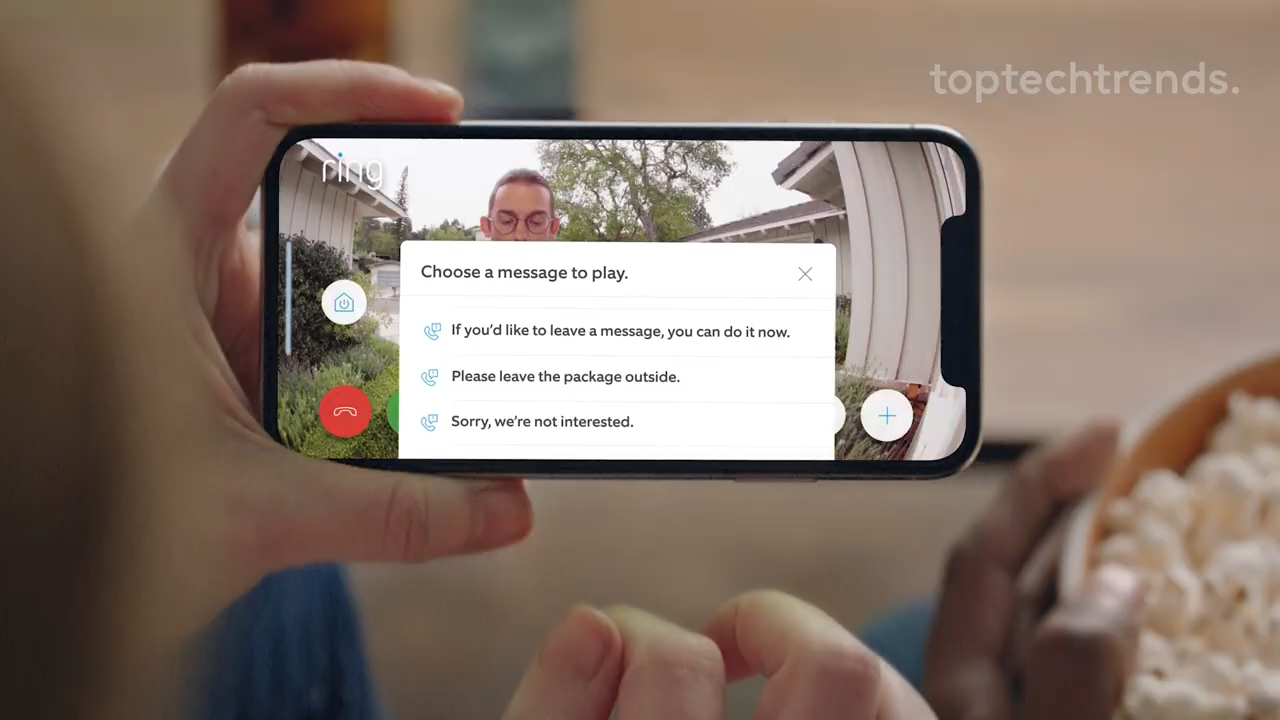 toptechtrends.
ring
Choose a message to play.
If you'd like to leave a message, you can do it now.
Please leave the package outside.
Sorry, we're not interested.